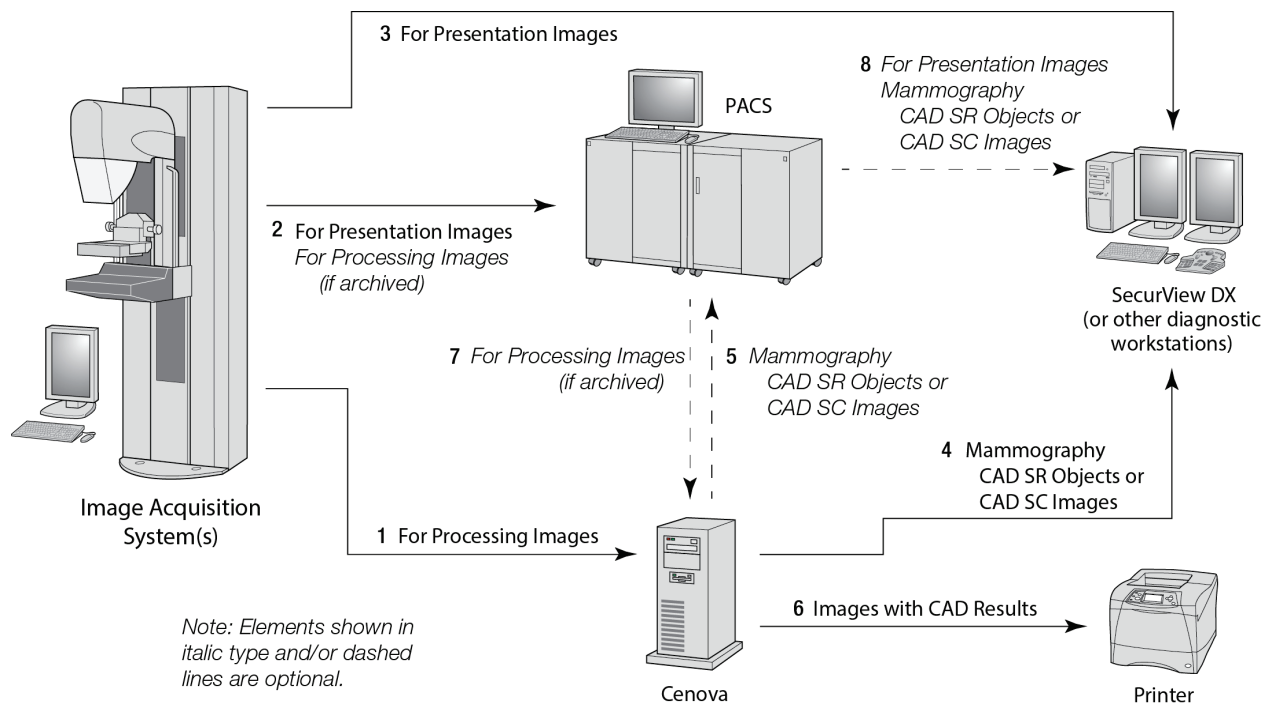 3 For Presentation Images
8 For Presentation Images
Mammography
CAD SR Objects or
CAD SC Images
PACS
2 For Presentation Images
For Processing Images
(if archived)
SecurView DX
(or other diagnostic
workstations)
7 For Processing Images
(if archived)
5 Mammography
CAD SR Objects or
CAD SC Images
4 Mammography
CAD SR Objects or
CAD SC Images
Image Acquisition
System(s)
1 For Processing Images
6 Images with CAD Results
Note: Elements shown in
italic type and/or dashed
lines are optional.
Cenova
Printer